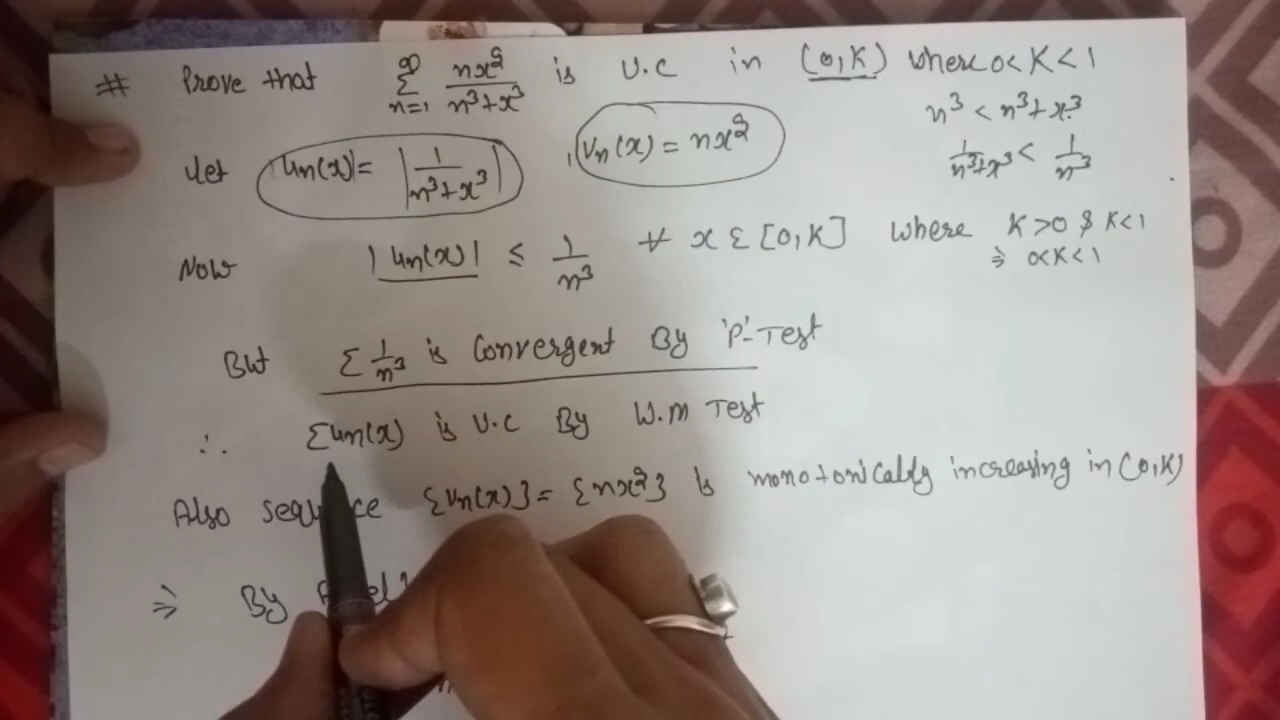 # Prove that ∞ Σ n=1 nx² / n³+x³ is U.C in (0,K) where 0<K<1
n³ < n³+x³
Let Un(x) = |1 / n³+x³| , Vn(x) = nx²
1 / n³+x³ < 1 / n³
Now |Un(x)| ≤ 1 / n³ ∀ x ε [0,K] where K>0 & K<1
⇒ 0<K<1
But Σ 1/n³ is convergent By 'P'-Test
∴ ΣUn(x) is U.C By W.M Test
Also {Vn(x)} = {nx²} is monotonically increasing in (0,K)
⇒ By